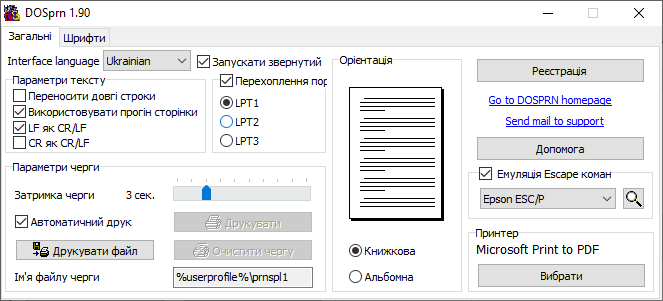 DOSprn 1.90
Загальні
Шрифти
Interface language
Ukrainian
Запускати звернутий
Параметри тексту
Переносити довгі строки
Використовувати прогін сторінки
LF як CR/LF
CR як CR/LF
Перехоплення пор
LPT1
LPT2
LPT3
Параметри черги
Затримка черги 3 сек.
Автоматичний друк
Друкувати
Друкувати файл
Очистити чергу
Ім'я файлу черги
%userprofile%\prnspl1
Орієнтація
Книжкова
Альбомна
Реєстрація
Go to DOSPRN homepage
Send mail to support
Допомога
Емуляція Escape коман
Epson ESC/P
Принтер
Microsoft Print to PDF
Вибрати